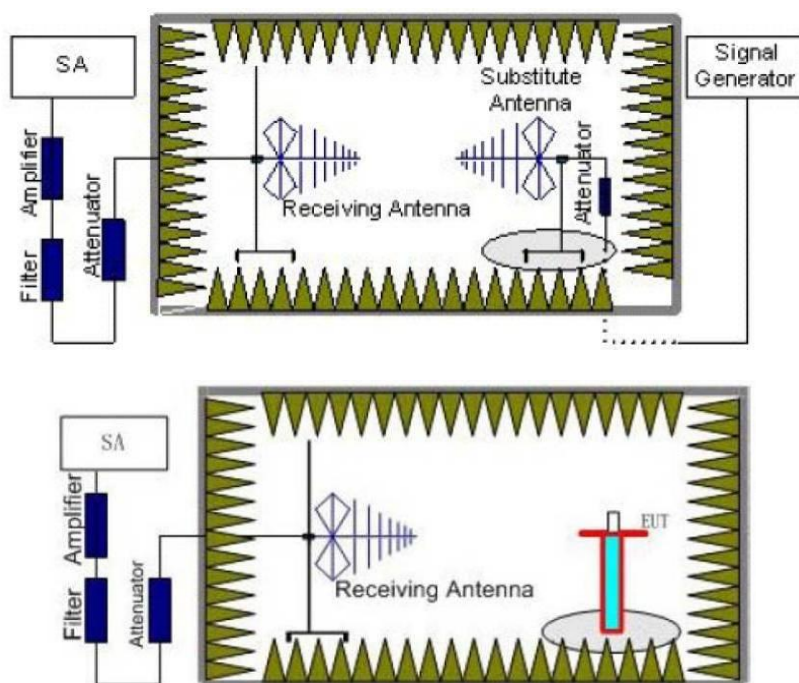 SA
Amplifier
Filter
Attenuator
Receiving Antenna
Substitute
Antenna
Attenuator
Signal
Generator
SA
Amplifier
Filter
Attenuator
Receiving Antenna
EUT